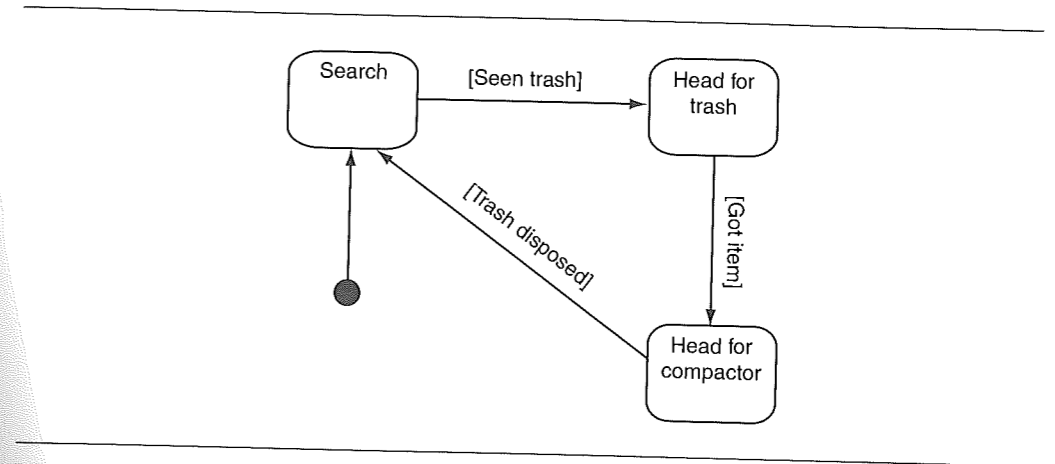 Search
[Seen trash]
Head for
trash
[Trash disposed]
[Got item]
Head for
compactor